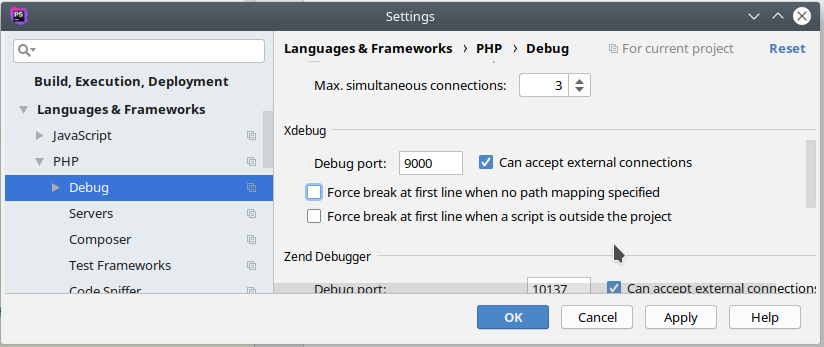 PS
Settings
Languages & Frameworks › PHP › Debug For current project Reset
Build, Execution, Deployment
Languages & Frameworks
JavaScript
PHP
Debug
Servers
Composer
Test Frameworks
Code Sniffer
Max. simultaneous connections: 3
Xdebug
Debug port: 9000 Can accept external connections
Force break at first line when no path mapping specified
Force break at first line when a script is outside the project
Zend Debugger
Debug port: 10137 Can accept external connections
OK Cancel Apply Help